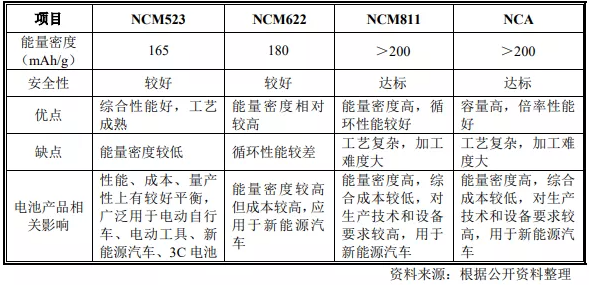 项目 NCM523 NCM622 NCM811 NCA
能量密度
（mAh/g）
165 180 ＞200 ＞200
安全性 较好 较好 达标 达标
优点
综合性能好，工艺
成熟
能量密度相对
较高
能量密度高，循
环性能较好
容量高，倍率性能
好
缺点
能量密度较低
循环性能较差
工艺复杂，加工
难度大
工艺复杂，加工难
度大
电池产品相
关影响
性能、成本、量产
性上有较好平衡，
广泛用于电动自行
车、电动工具、新
能源汽车、3C 电池
能量密度较高
但成本较高，应
用于新能源汽
车
能量密度高，综
合成本较低，对
生产技术和设备
要求较高，用于
新能源汽车
能量密度高，综合
成本较低，对生产
技术和设备要求较
高，用于新能源汽
车
资料来源：根据公开资料整理